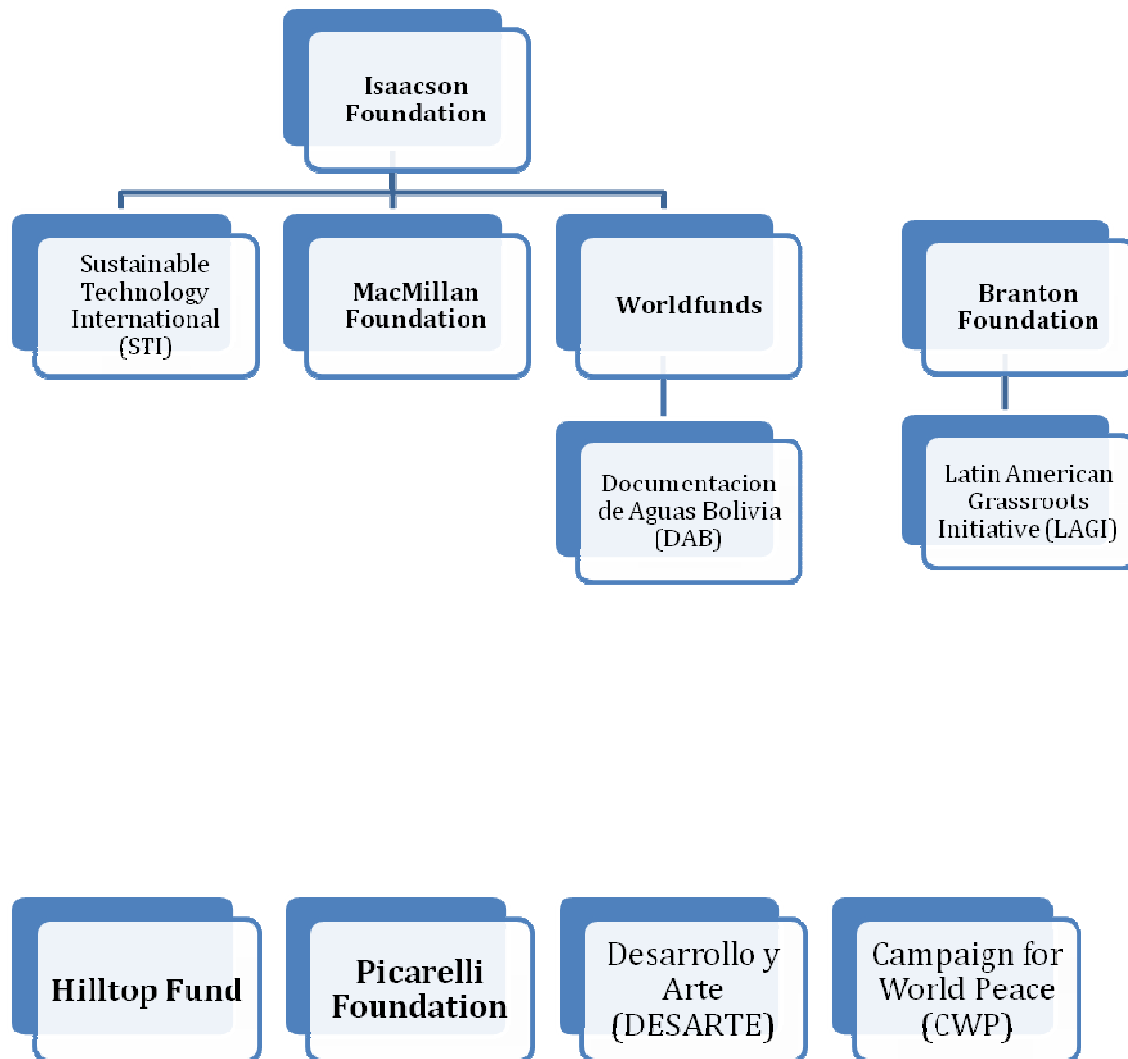 Isaacson
Foundation
Sustainable
Technology
International
(STI)
MacMillan
Foundation
Worldfunds
Branton
Foundation
Documentacion
de Aguas Bolivia
(DAB)
Latin American
Grassroots
Initiative (LAGI)
Hilltop Fund
Picarelli
Foundation
Desarrollo y
Arte
(DESARTE)
Campaign for
World Peace
(CWP)